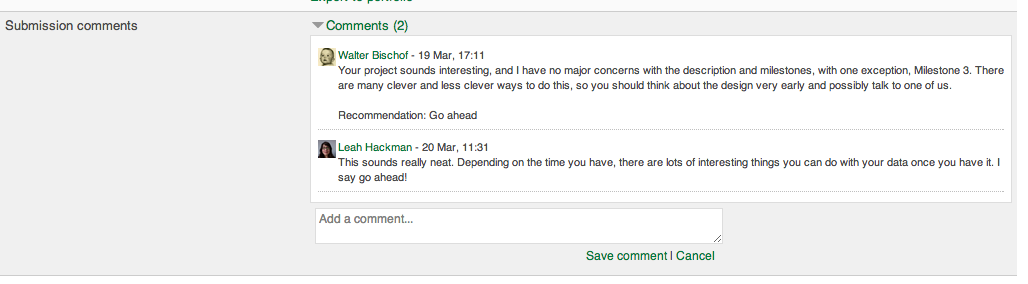 Export to portfolio
Submission comments
Comments (2)
Walter Bischof - 19 Mar, 17:11
Your project sounds interesting, and I have no major concerns with the description and milestones, with one exception, Milestone 3. There
are many clever and less clever ways to do this, so you should think about the design very early and possibly talk to one of us.
Recommendation: Go ahead
Leah Hackman - 20 Mar, 11:31
This sounds really neat. Depending on the time you have, there are lots of interesting things you can do with your data once you have it. I
say go ahead!
Add a comment...
Save comment | Cancel